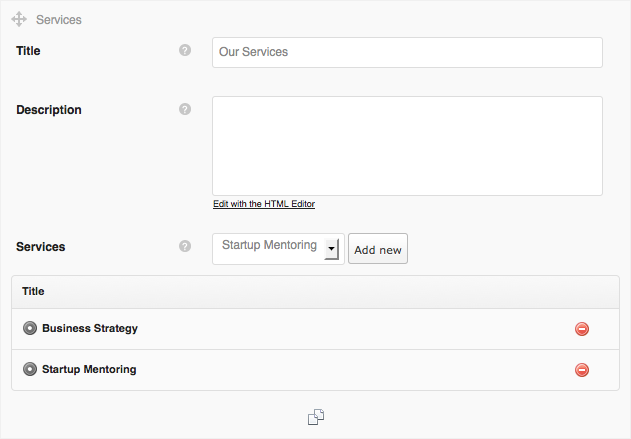 Services
Title ? Our Services
Description ?
Edit with the HTML Editor
Services ? Startup Mentoring Add new
Title
Business Strategy
Startup Mentoring